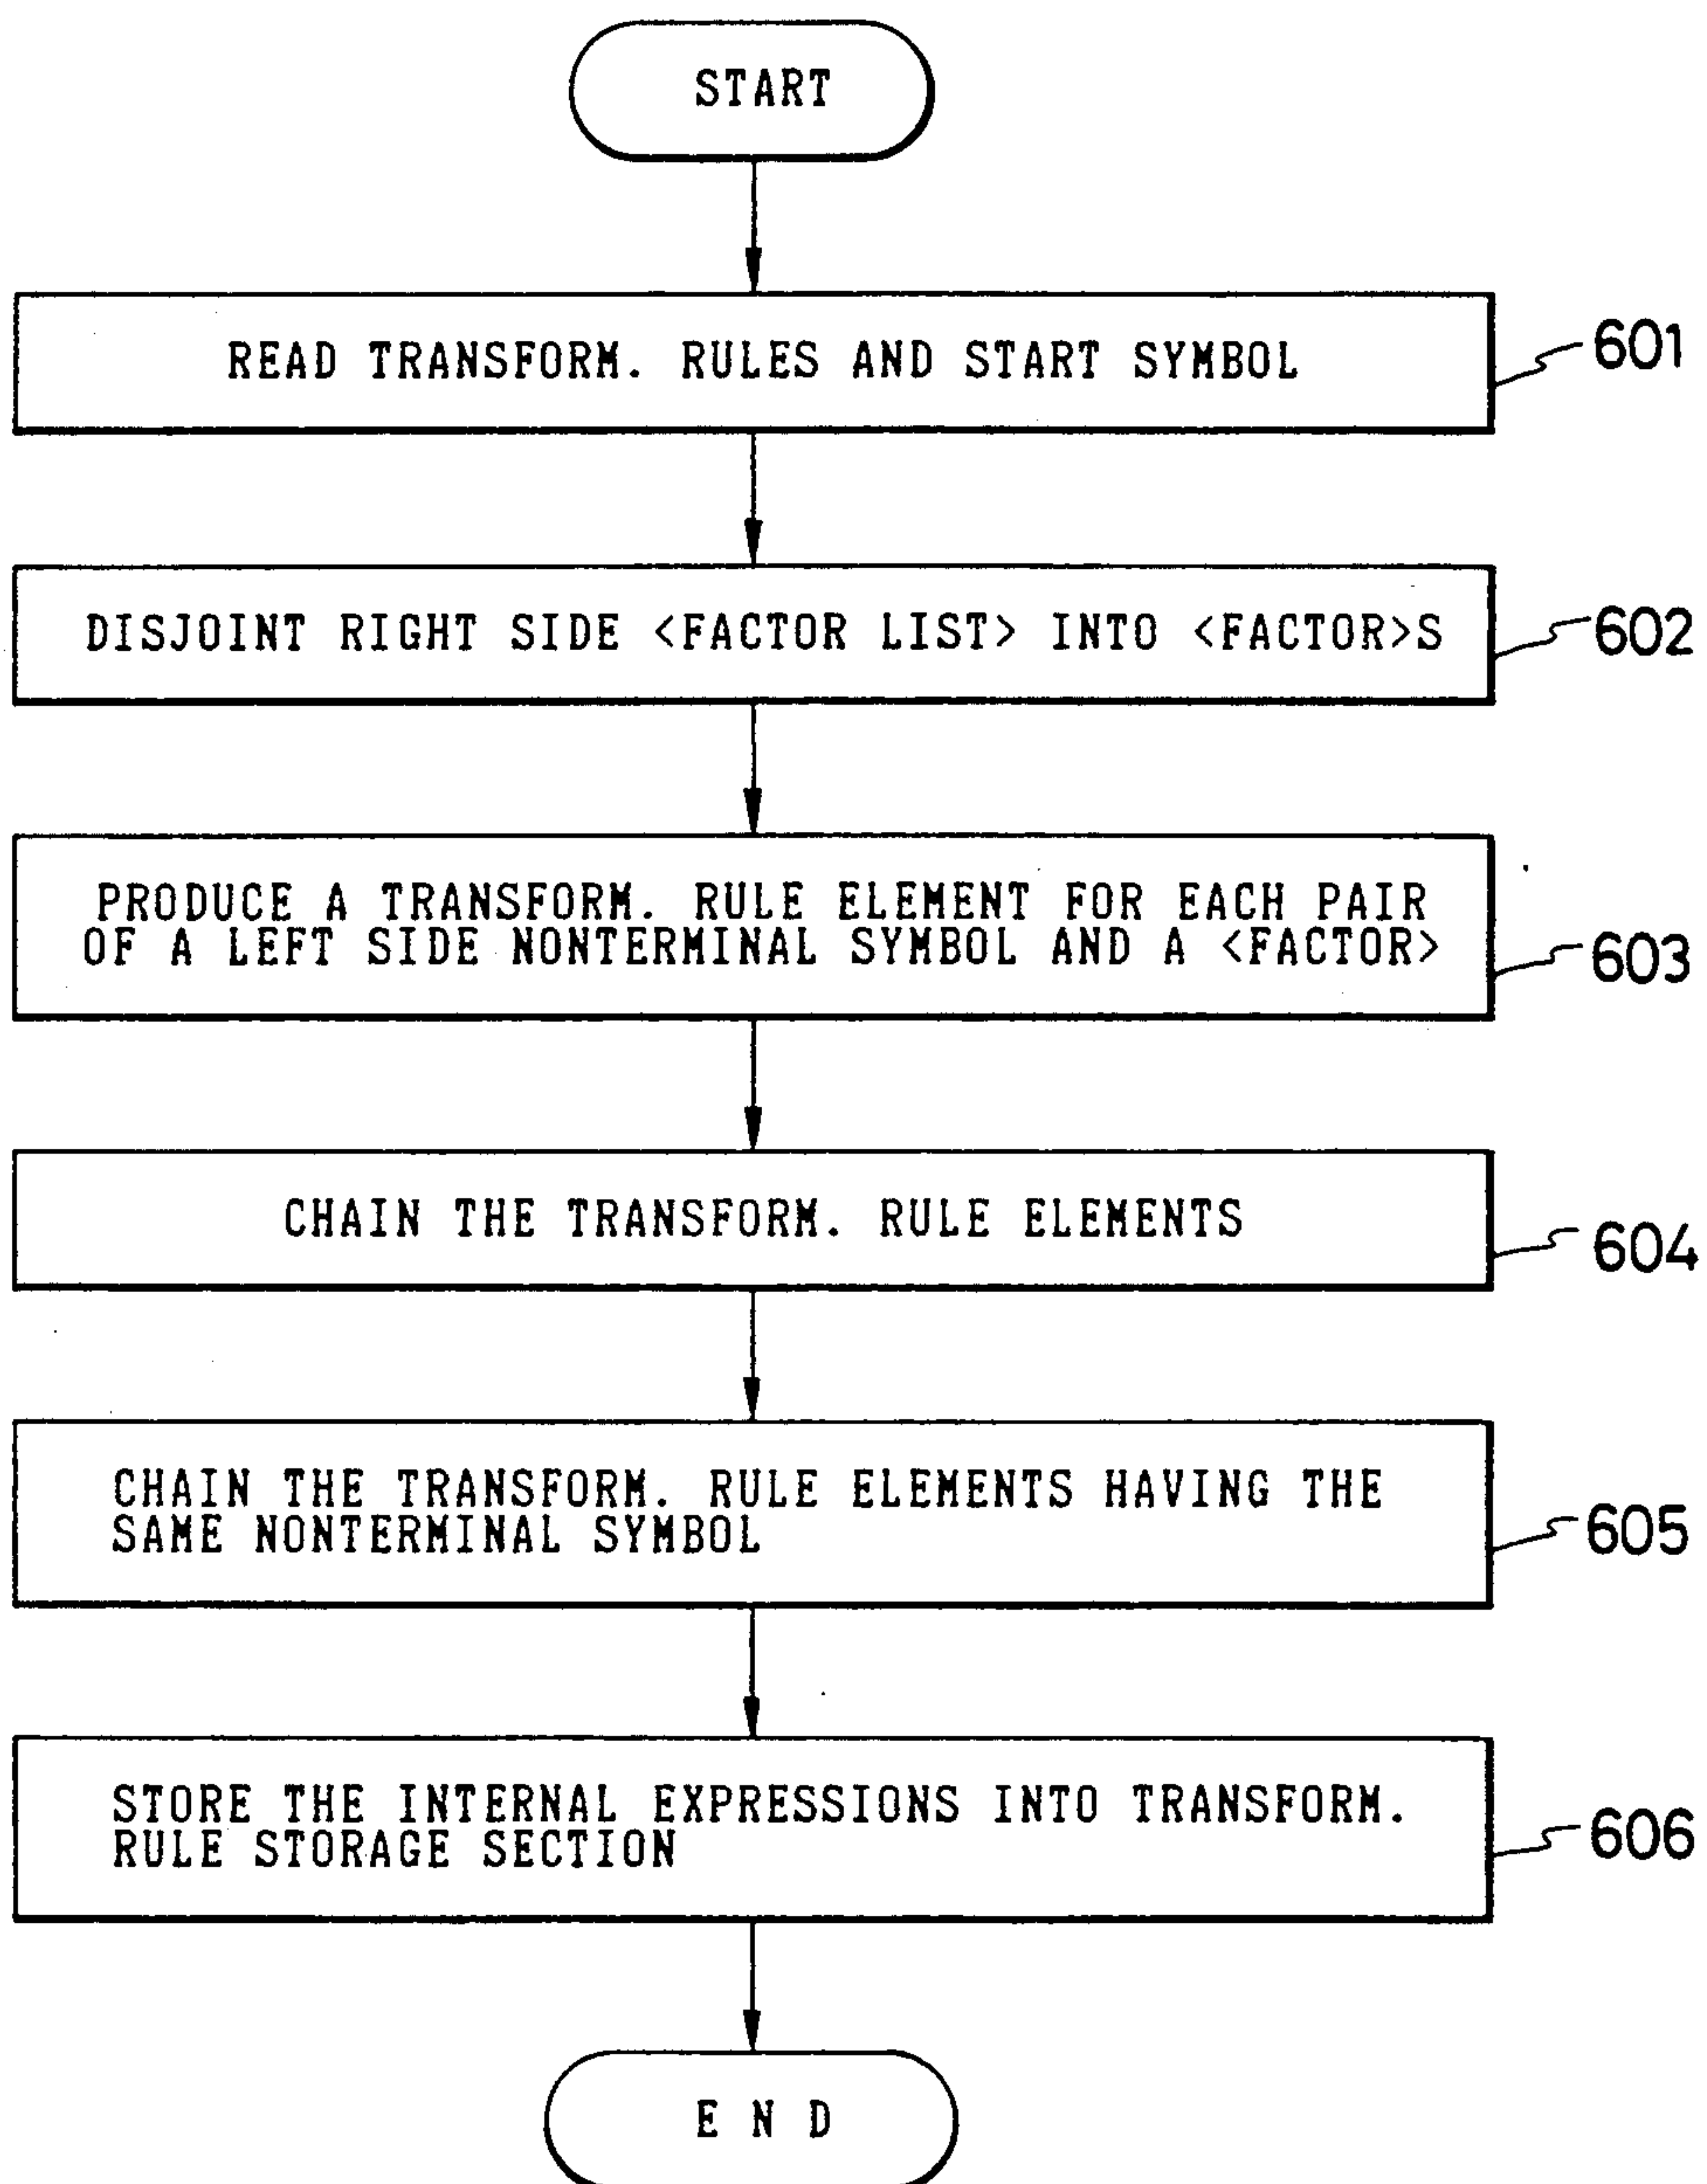 START
READ TRANSFORM. RULES AND START SYMBOL
601
DISJOINT RIGHT SIDE <FACTOR LIST> INTO <FACTOR>S
602
PRODUCE A TRANSFORM. RULE ELEMENT FOR EACH PAIR
OF A LEFT SIDE NONTERMINAL SYMBOL AND A <FACTOR>
603
CHAIN THE TRANSFORM. RULE ELEMENTS
604
CHAIN THE TRANSFORM. RULE ELEMENTS HAVING THE
SAME NONTERMINAL SYMBOL
605
STORE THE INTERNAL EXPRESSIONS INTO TRANSFORM.
RULE STORAGE SECTION
606
E N D